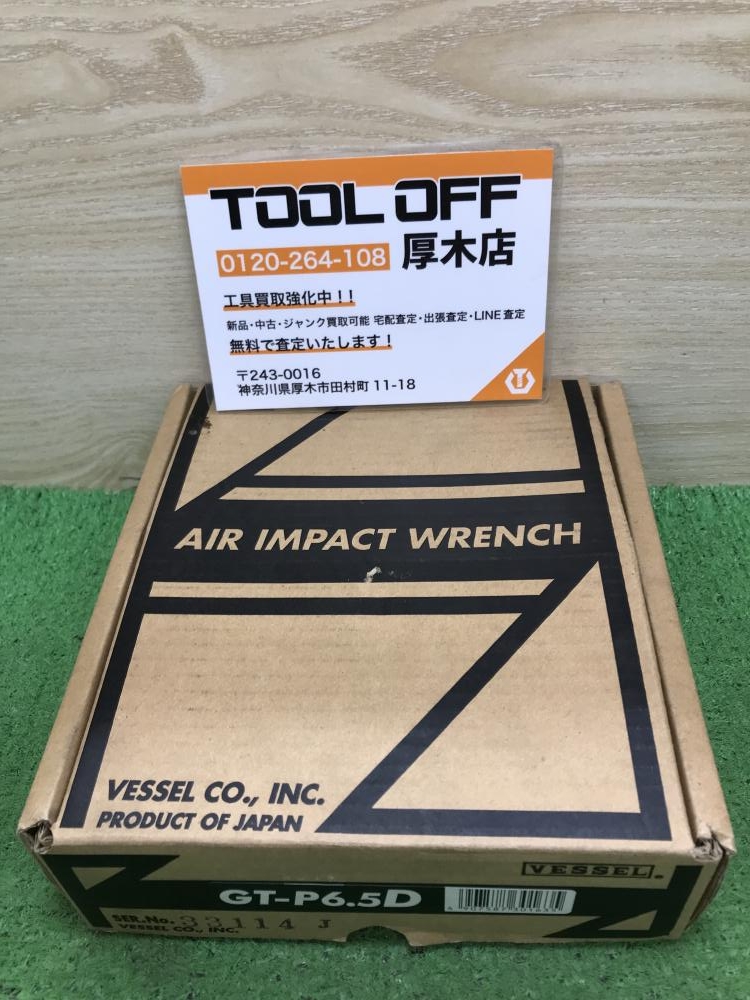 TOOL OFF
0120-264-108 厚木店
工具買取強化中！！
新品・中古・ジャンク買取可能 宅配査定・出張査定・LINE査定
無料で査定いたします！
〒243-0016
神奈川県厚木市田村町 11-18
AIR IMPACT WRENCH
VESSEL CO., INC.
PRODUCT OF JAPAN
VESSEL®
GT-P6.5D
SER.No. 33114 J
VESSEL CO., INC.